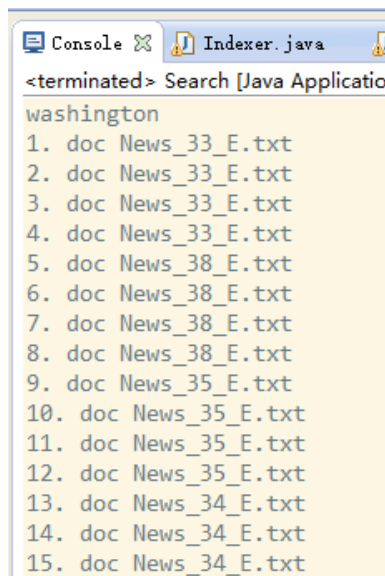 Console Indexer.java
<terminated> Search [Java Applicatio
washington
1. doc News_33_E.txt
2. doc News_33_E.txt
3. doc News_33_E.txt
4. doc News_33_E.txt
5. doc News_38_E.txt
6. doc News_38_E.txt
7. doc News_38_E.txt
8. doc News_38_E.txt
9. doc News_35_E.txt
10. doc News_35_E.txt
11. doc News_35_E.txt
12. doc News_35_E.txt
13. doc News_34_E.txt
14. doc News_34_E.txt
15. doc News_34_E.txt